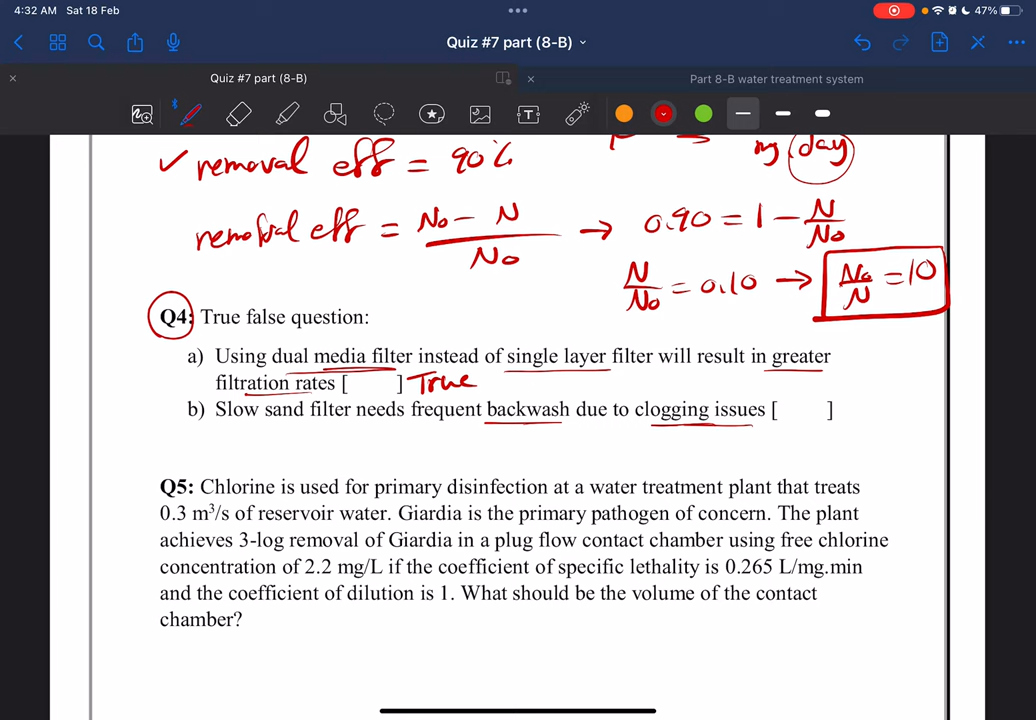 4:32 AM Sat 18 Feb
47%
Quiz #7 part (8-B)
Quiz #7 part (8-B)
Part 8-B water treatment system
T
✓ removal eff = 90%
mg.day
removal eff = No - N / No → 0.90 = 1 - N / No
N / No = 0.10 → No / N = 10
Q4: True false question:
a) Using dual media filter instead of single layer filter will result in greater
filtration rates [ ] True
b) Slow sand filter needs frequent backwash due to clogging issues [ ]
Q5: Chlorine is used for primary disinfection at a water treatment plant that treats
0.3 m³/s of reservoir water. Giardia is the primary pathogen of concern. The plant
achieves 3-log removal of Giardia in a plug flow contact chamber using free chlorine
concentration of 2.2 mg/L if the coefficient of specific lethality is 0.265 L/mg.min
and the coefficient of dilution is 1. What should be the volume of the contact
chamber?